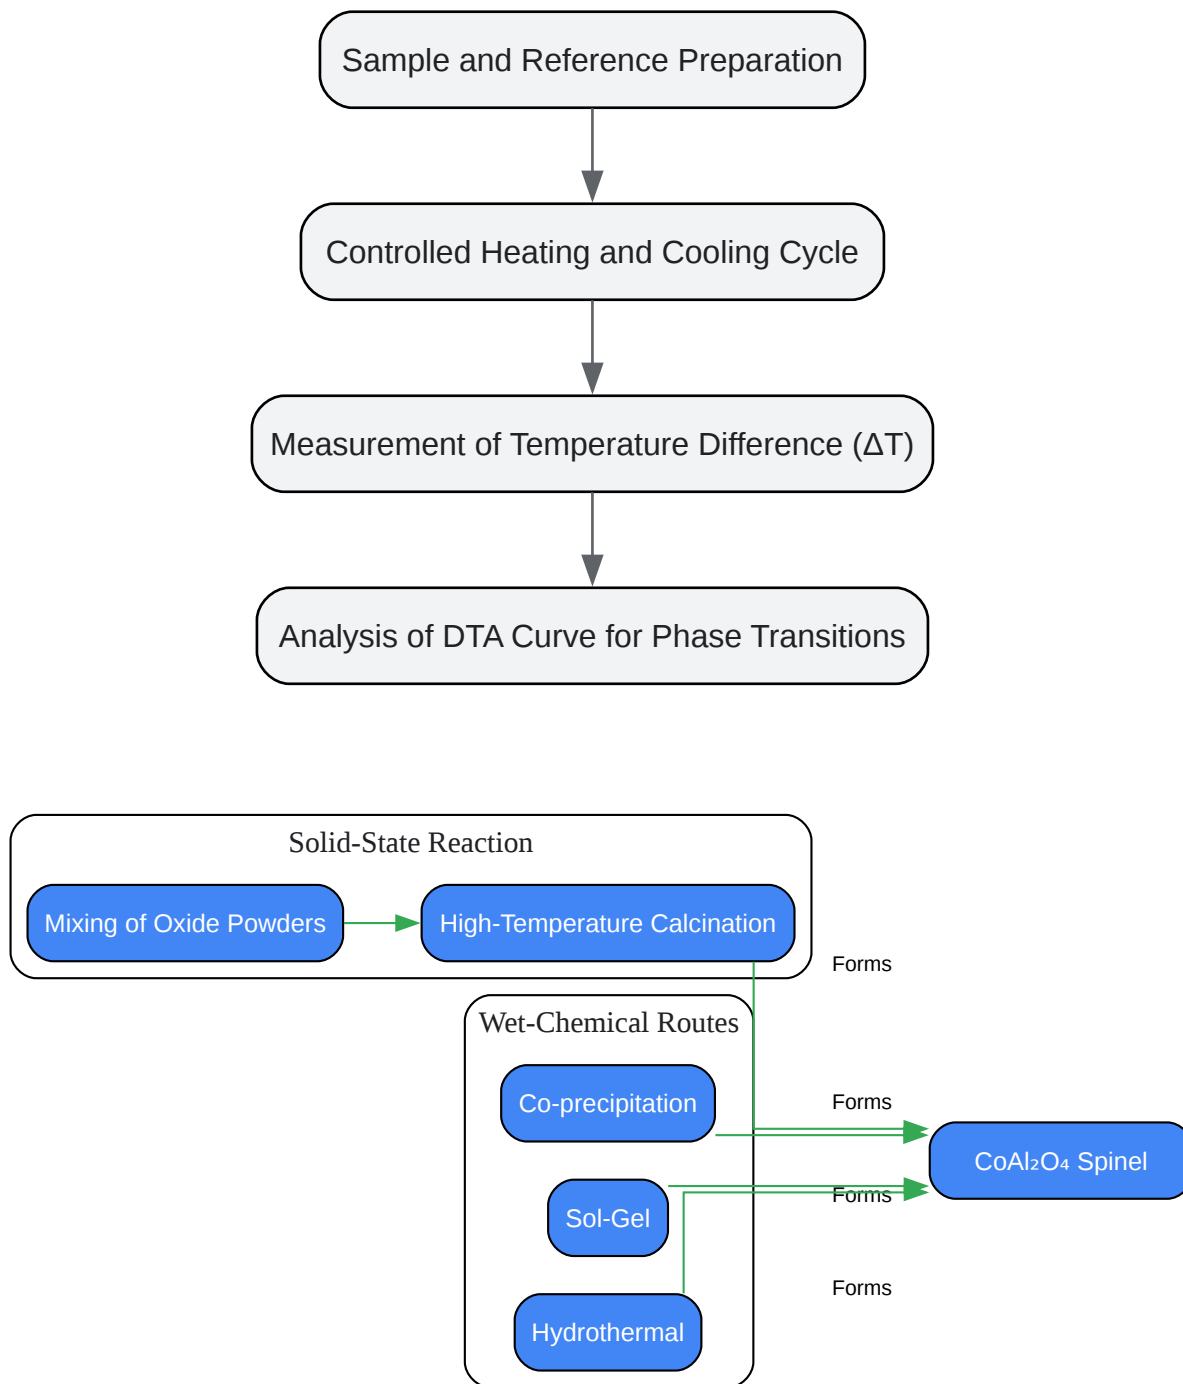 Sample and Reference Preparation
Controlled Heating and Cooling Cycle
Measurement of Temperature Difference (ΔT)
Analysis of DTA Curve for Phase Transitions
Solid-State Reaction
Mixing of Oxide Powders
High-Temperature Calcination
Forms
Wet-Chemical Routes
Co-precipitation
Forms
CoAl₂O₄ Spinel
Sol-Gel
Forms
Hydrothermal
Forms